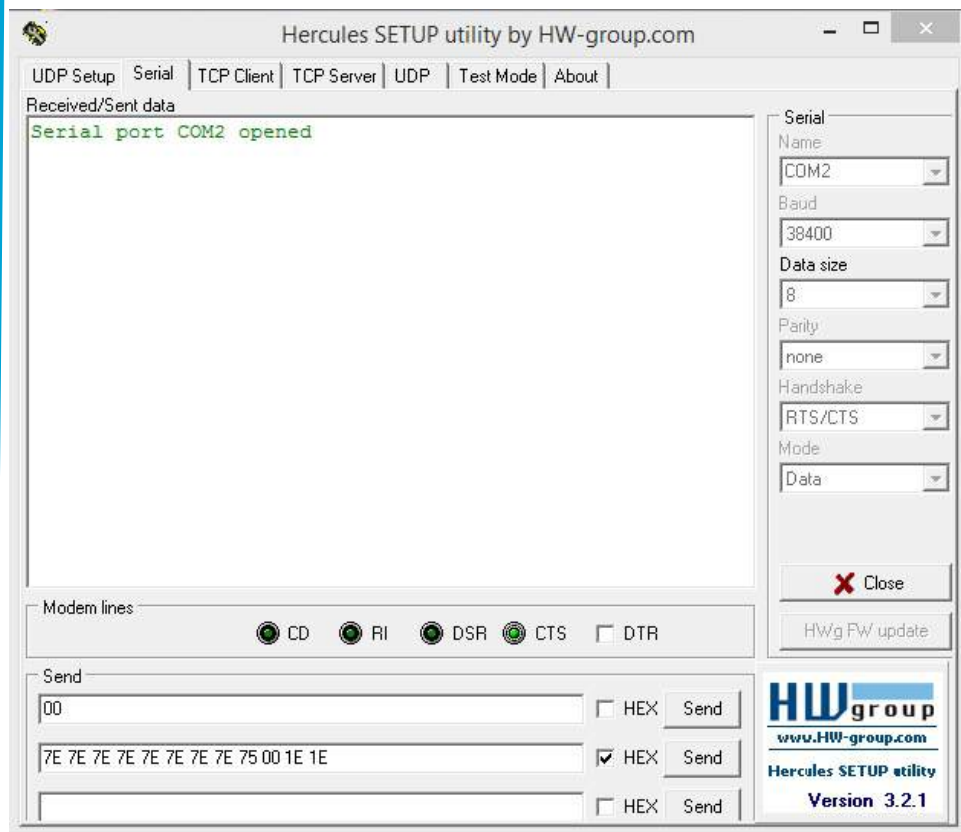 Hercules SETUP utility by HW-group.com
UDP Setup Serial TCP Client TCP Server UDP Test Mode About
Received/Sent data
Serial port COM2 opened
Serial
Name
COM2
Baud
38400
Data size
8
Parity
none
Handshake
RTS/CTS
Mode
Data
Close
HWg FW update
Modem lines
CD RI DSR CTS DTR
Send
00 HEX Send
7E 7E 7E 7E 7E 7E 7E 7E 7E 75 00 1E 1E HEX Send
HEX Send
HW group
www.HW-group.com
Hercules SETUP utility
Version 3.2.1